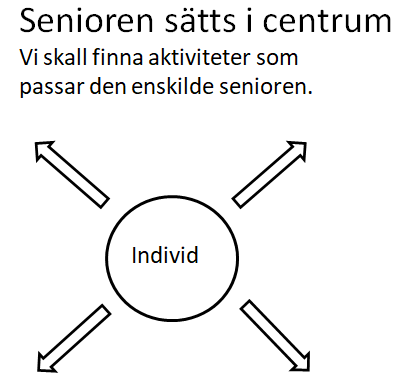 Senioren sätts i centrum
Vi skall finna aktiviteter som
passar den enskilde senioren.
Individ